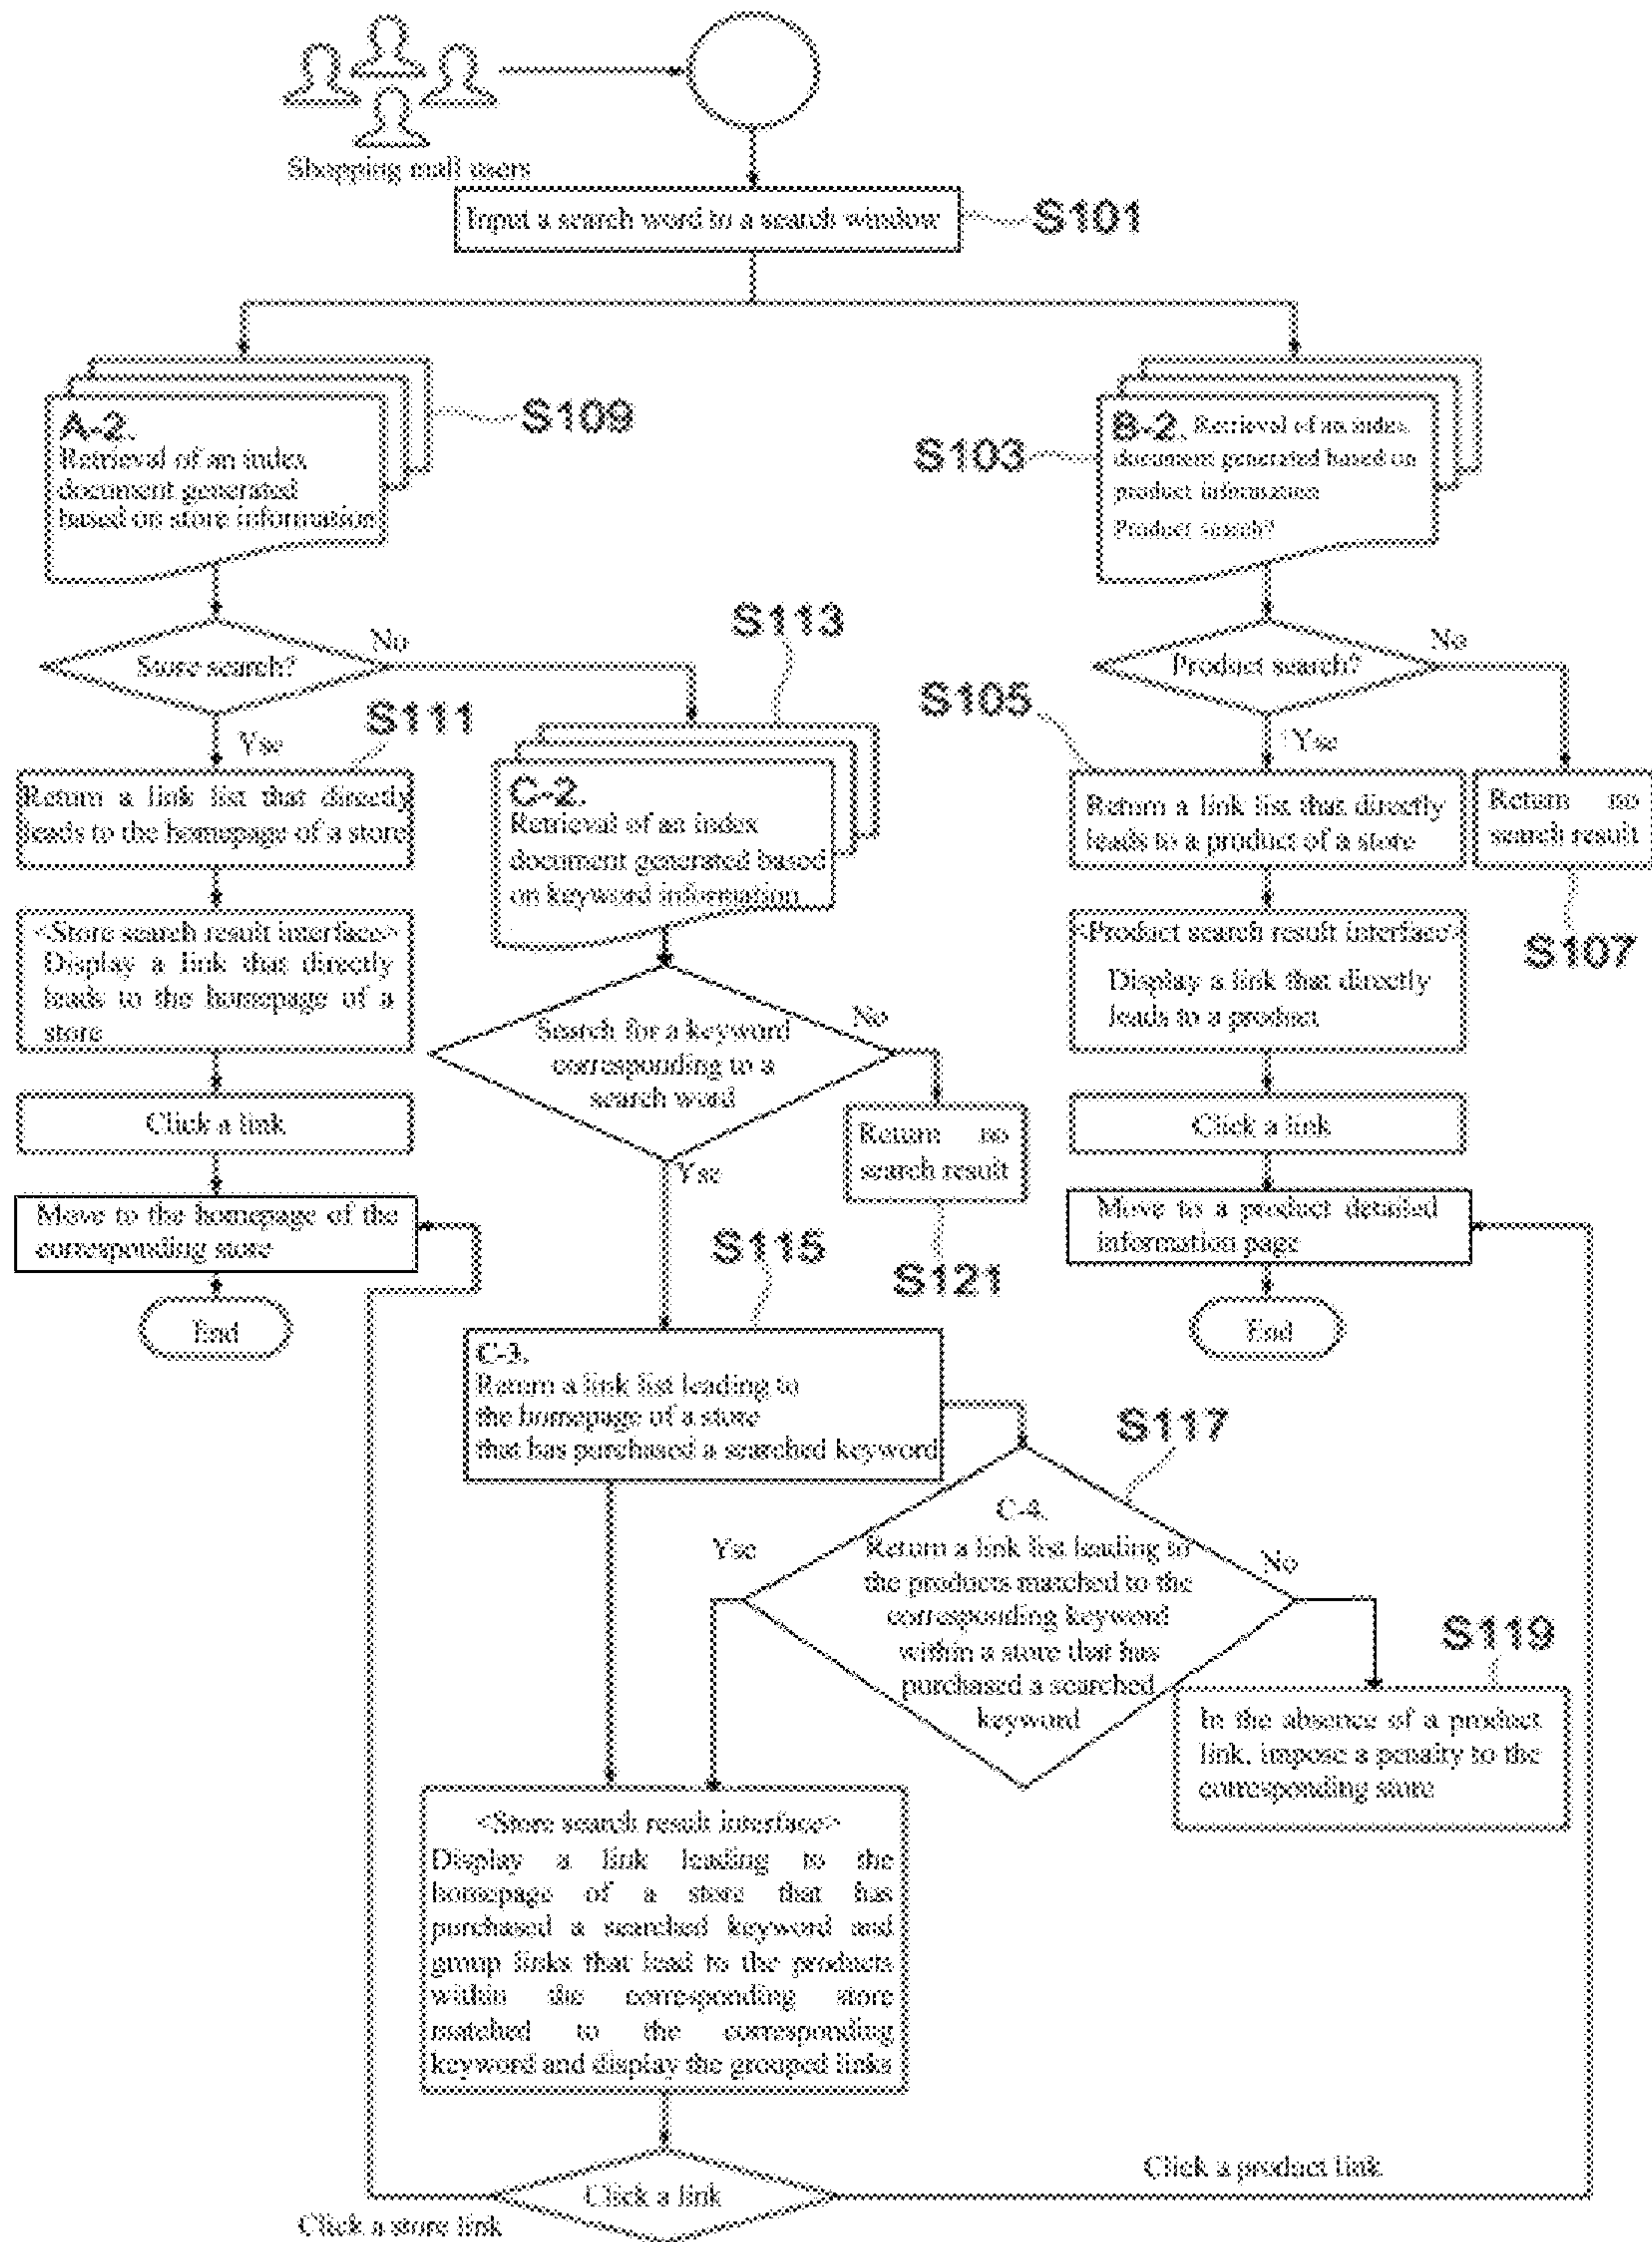 Shopping mall users
Input a search word to a search window
S101
A-2.
Retrieval of an index
document generated
based on store information
S109
S103
B-2. Retrieval of an index
document generated based on
product information
Product search?
Store search?
No
S113
Product search?
No
S111
Yse
S105
Yse
Return a link list that directly
leads to the homepage of a store
C-2.
Retrieval of an index
document generated based
on keyword information
Return a link list that directly
leads to a product of a store
Return no
search result
S107
<Store search result interface>
Display a link that directly
leads to the homepage of a
store
<Product search result interface>
Display a link that directly
leads to a product
Search for a keyword
corresponding to a
search word
No
Click a link
Return no
search result
Click a link
Yse
Move to the homepage of the
corresponding store
S115
S121
Move to a product detailed
information page
End
End
C-3.
Return a link list leading to
the homepage of a store
that has purchased a searched keyword
S117
C-4.
Return a link list leading to
the products matched to the
corresponding keyword
within a store that has
purchased a searched
keyword
Yse
No
S119
In the absence of a product
link, impose a penalty to the
corresponding store
<Store search result interface>
Display a link leading to the
homepage of a store that has
purchased a searched keyword and
group links that lead to the products
within the corresponding store
matched to the corresponding
keyword and display the grouped links
Click a product link
Click a link
Click a store link